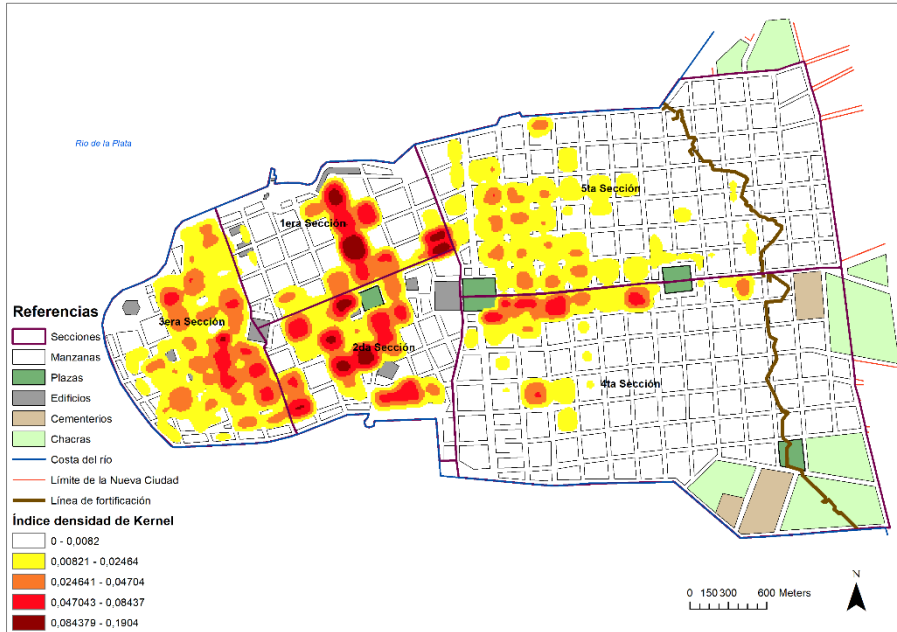 Rio de la Plata
1era Sección
5ta Sección
3era Sección
2da Sección
4ta Sección
Referencias
Secciones
Manzanas
Plazas
Edificios
Cementerios
Chacras
Costa del río
Límite de la Nueva Ciudad
Línea de fortificación
Índice densidad de Kernel
0 - 0,0082
0,00821 - 0,02464
0,024641 - 0,04704
0,047043 - 0,08437
0,084379 - 0,1904
0 150 300 600 Meters
N